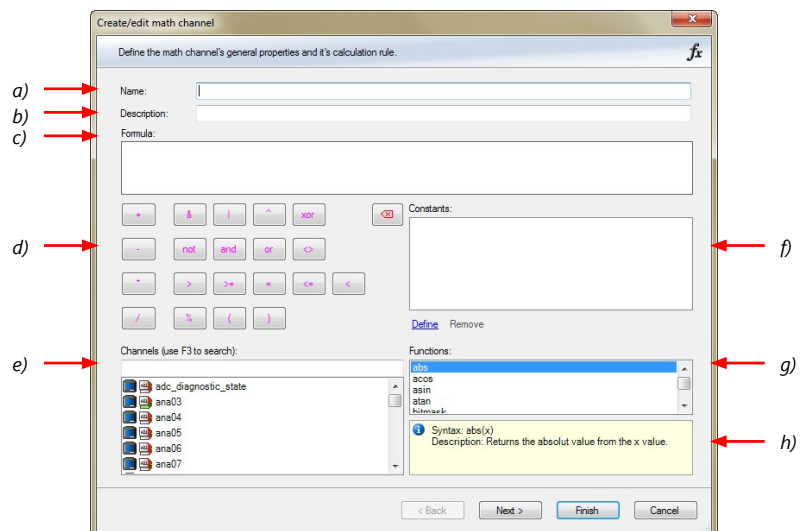 Create/edit math channel
Define the math channel's general properties and it's calculation rule.
fx
a)
Name:
b)
Description:
c)
Formula:
+ & | ^ xor
Constants:
d)
- not and or <>
f)
* > >= = <= <
/ % ( )
Define Remove
Channels (use F3 to search):
Functions:
e)
abs
g)
acos
asin
atan
bitmask
adc_diagnostic_state
ana03
ana04
ana05
ana06
ana07
Syntax: abs(x)
Description: Returns the absolut value from the x value.
h)
< Back Next > Finish Cancel